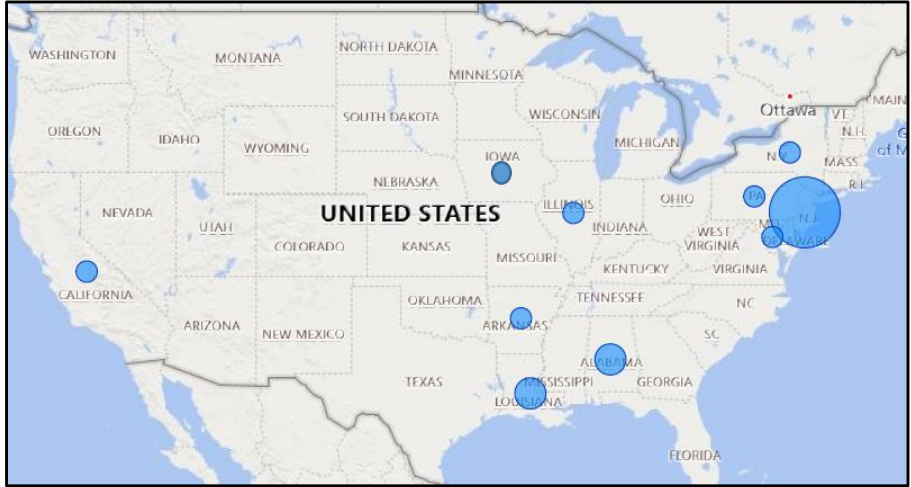 WASHINGTON
MONTANA
NORTH DAKOTA
MINNESOTA
Ottawa
VT.
MAIN
N.H.
OREGON
IDAHO
WYOMING
SOUTH DAKOTA
WISCONSIN
MICHIGAN
N.Y.
MASS
R.I.
G
of M
IOWA
NEBRASKA
NEVADA
UTAH
COLORADO
UNITED STATES
KANSAS
ILLINOIS
INDIANA
OHIO
PA
N.J.
MD
DELAWARE
WEST
VIRGINIA
MISSOURI
KENTUCKY
VIRGINIA
CALIFORNIA
ARIZONA
NEW MEXICO
OKLAHOMA
ARKANSAS
TENNESSEE
NC
SC
TEXAS
LOUISIANA
MISSISSIPPI
ALABAMA
GEORGIA
FLORIDA